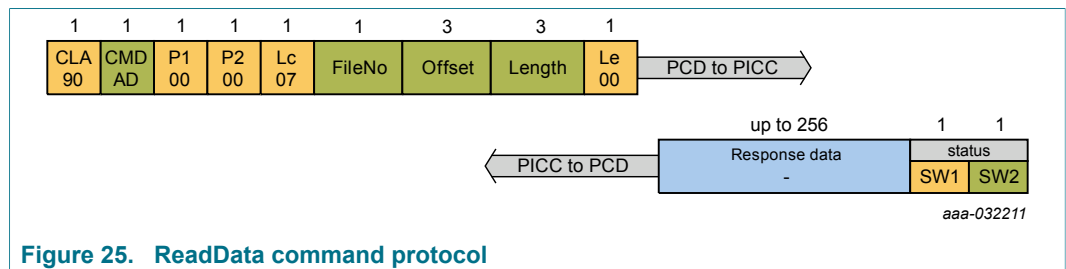 1 1 1 1 1 1 3 3 1
CLA CMD P1 P2 Lc FileNo Offset Length Le PCD to PICC
90 AD 00 00 07 00
up to 256 1 1
PICC to PCD Response data status
- SW1 SW2
aaa-032211
Figure 25. ReadData command protocol